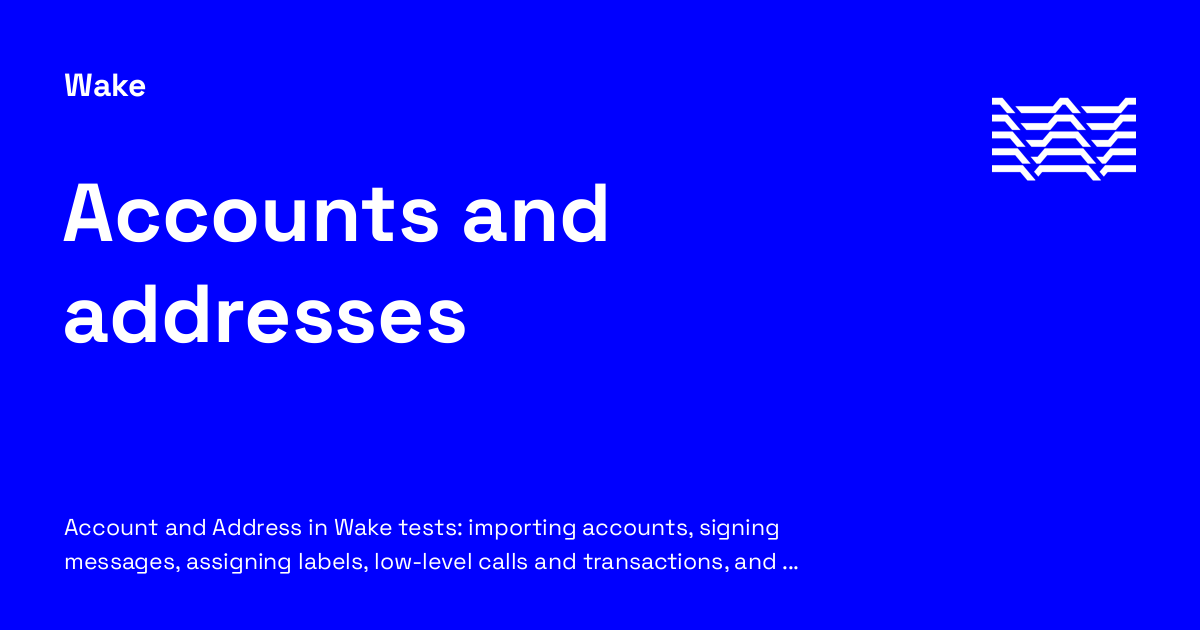 Wake
Accounts and
addresses
Account and Address in Wake tests: importing accounts, signing
messages, assigning labels, low-level calls and transactions, and ...